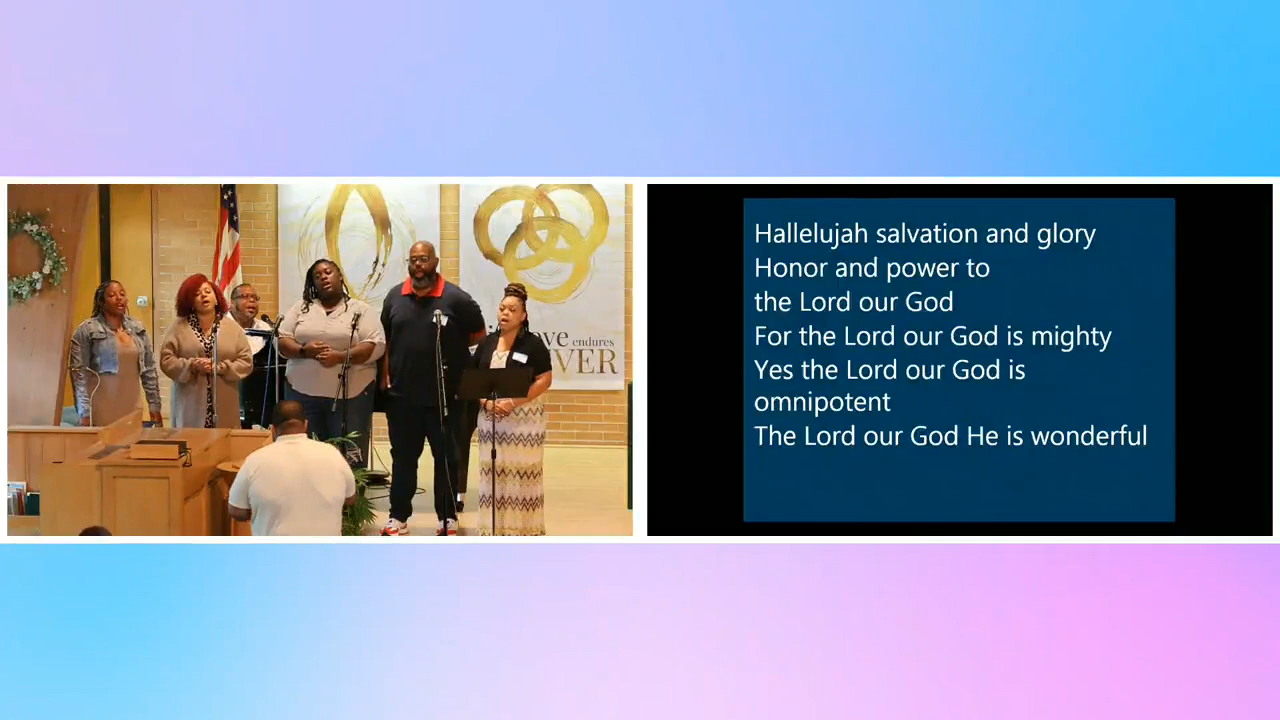 ove endures
VER
Hallelujah salvation and glory
Honor and power to
the Lord our God
For the Lord our God is mighty
Yes the Lord our God is
omnipotent
The Lord our God He is wonderful